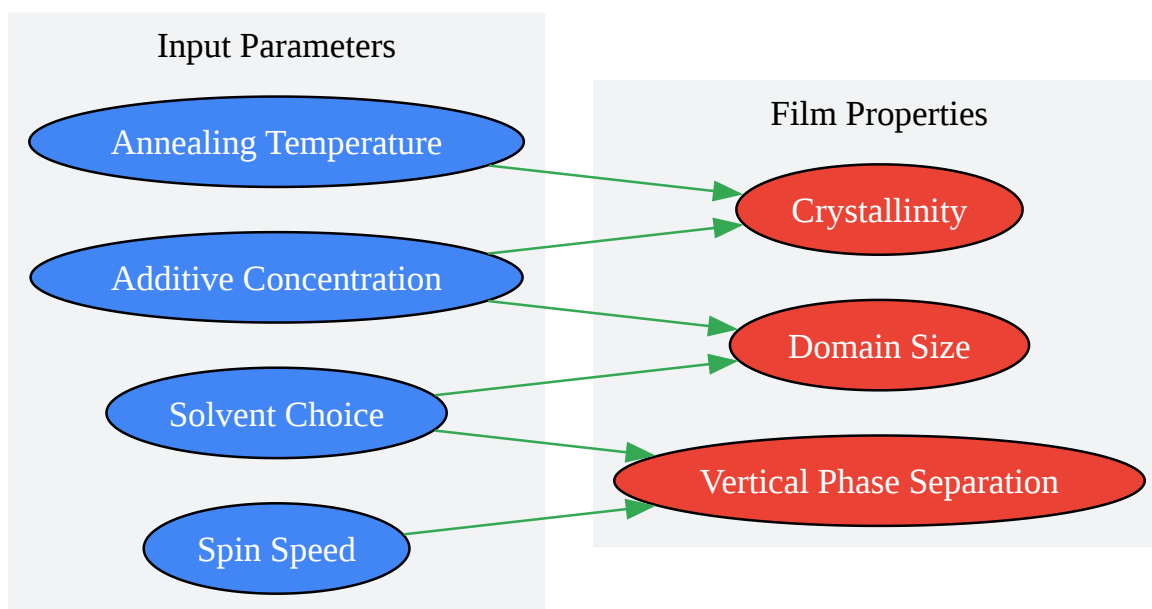 Input Parameters
Annealing Temperature
Additive Concentration
Solvent Choice
Spin Speed
Film Properties
Crystallinity
Domain Size
Vertical Phase Separation